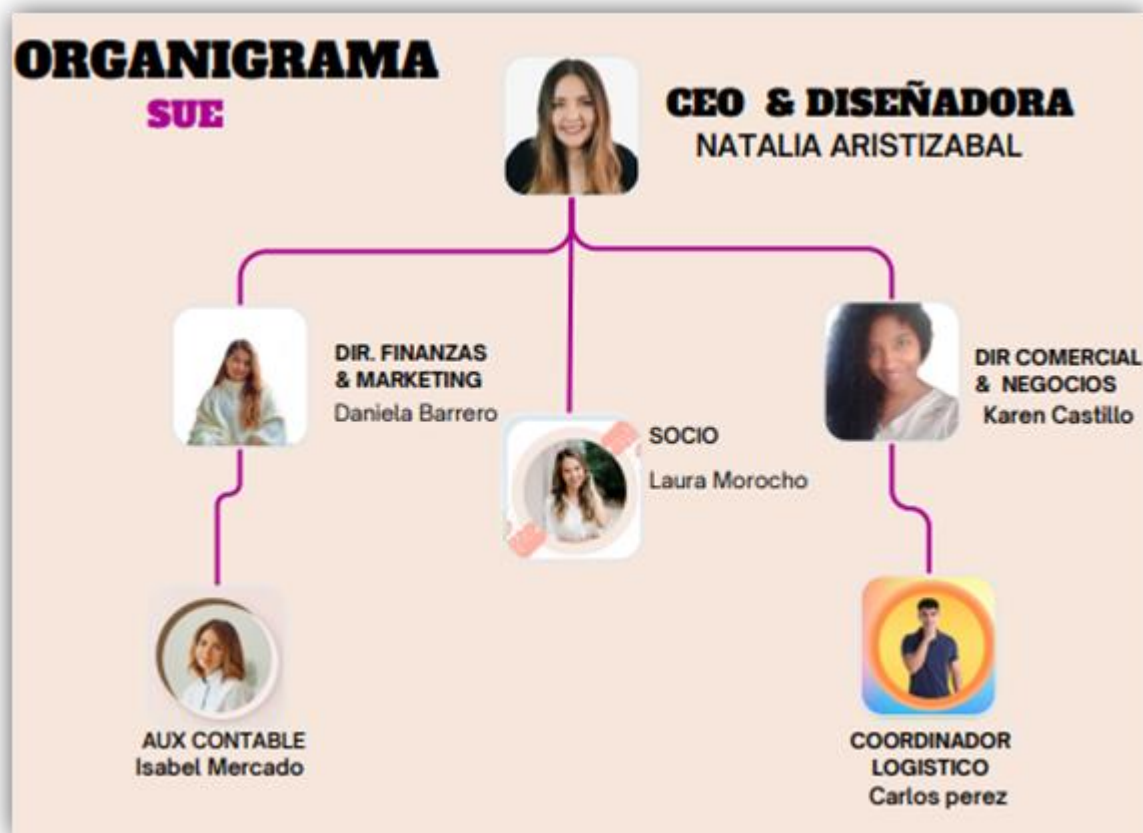 ORGANIGRAMA
SUE
CEO & DISEÑADORA
NATALIA ARISTIZABAL
DIR. FINANZAS
& MARKETING
Daniela Barrero
SOCIO
Laura Morocho
DIR COMERCIAL
& NEGOCIOS
Karen Castillo
AUX CONTABLE
Isabel Mercado
COORDINADOR
LOGISTICO
Carlos perez